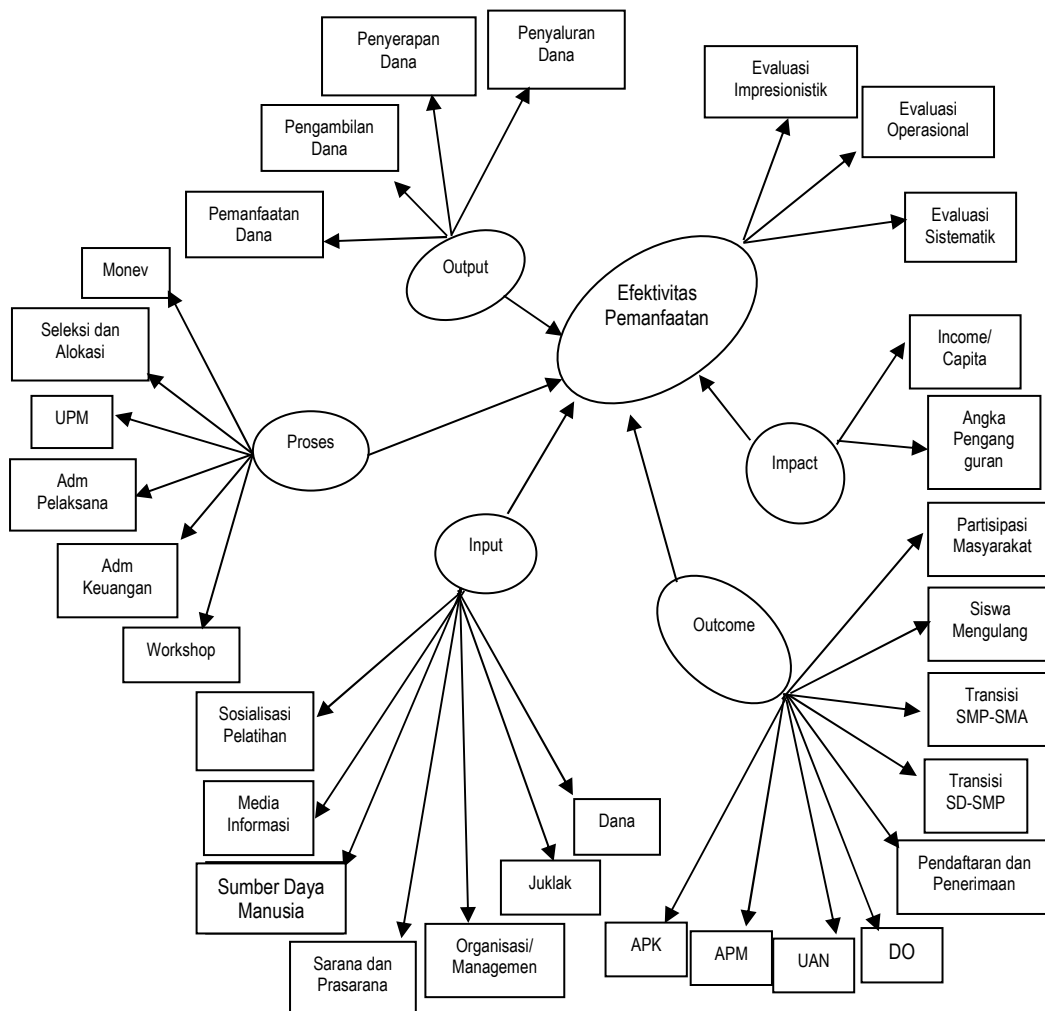 Penyerapan
Dana
Penyaluran
Dana
Evaluasi
Impresionistik
Evaluasi
Operasional
Pengambilan
Dana
Pemanfaatan
Dana
Evaluasi
Sistematik
Monev
Output
Efektivitas
Pemanfaatan
Seleksi dan
Alokasi
Income/
Capita
UPM
Proses
Angka
Pengang
guran
Impact
Adm
Pelaksana
Input
Partisipasi
Masyarakat
Adm
Keuangan
Outcome
Siswa
Mengulang
Workshop
Sosialisasi
Pelatihan
Transisi
SMP-SMA
Media
Informasi
Dana
Transisi
SD-SMP
Sumber Daya
Manusia
Juklak
Pendaftaran dan
Penerimaan
Sarana dan
Prasarana
Organisasi/
Managemen
APK
APM
UAN
DO